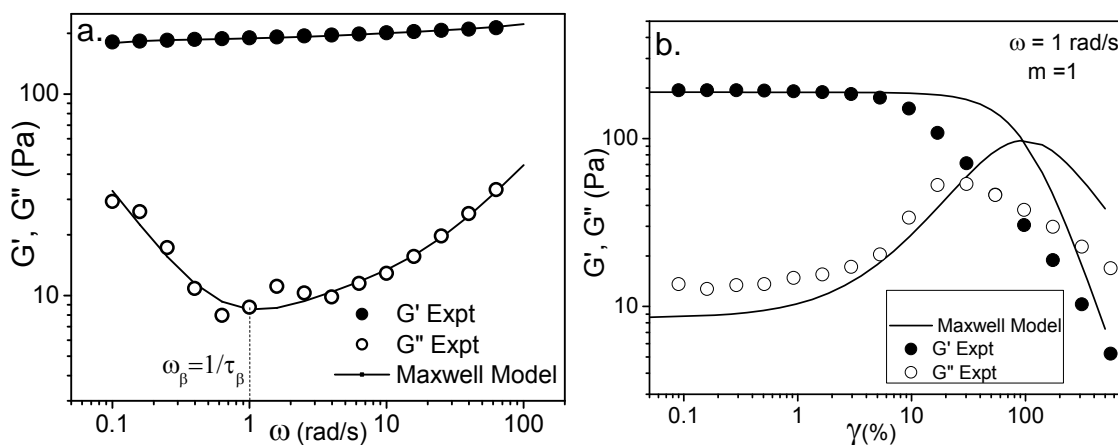 a.
100
10
G', G" (Pa)
G' Expt
G" Expt
Maxwell Model
ω_β=1/τ_β
0.1 1 10 100
ω (rad/s)
b.
ω = 1 rad/s
m =1
100
10
G', G" (Pa)
Maxwell Model
G' Expt
G" Expt
0.1 1 10 100
γ(%)